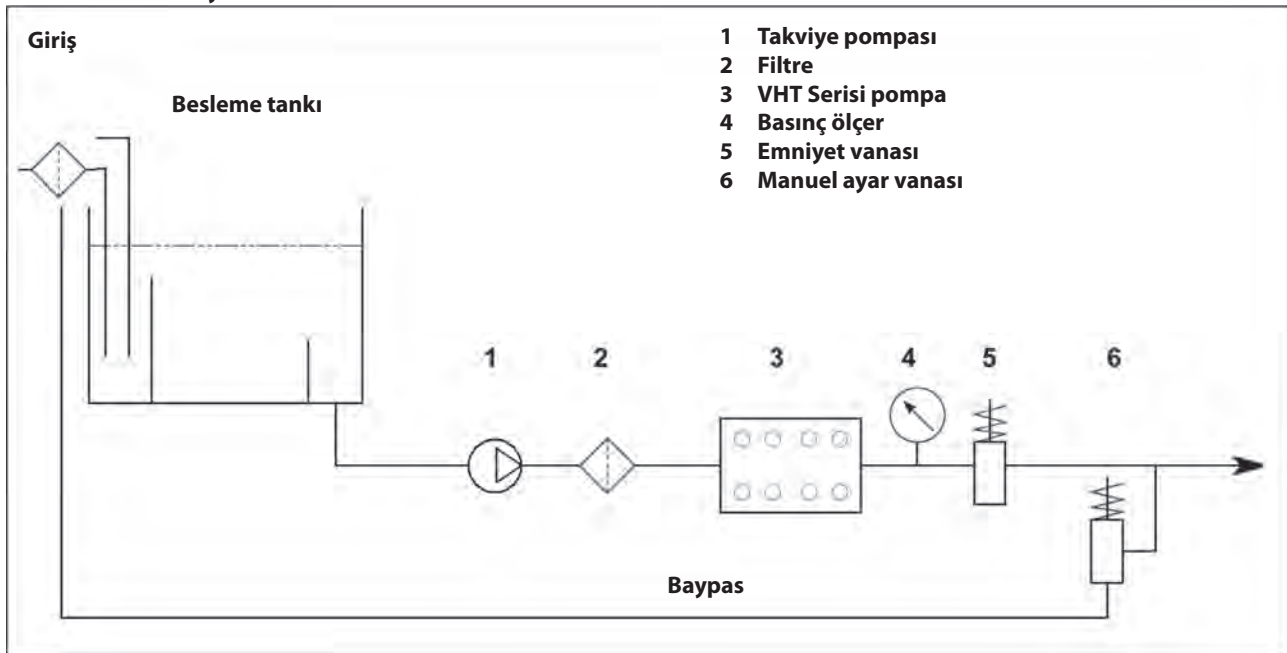 Giriş
Besleme tankı
1 Takviye pompası
2 Filtre
3 VHT Serisi pompa
4 Basınç ölçer
5 Emniyet vanası
6 Manuel ayar vanası
1 2 3 4 5 6
Baypas